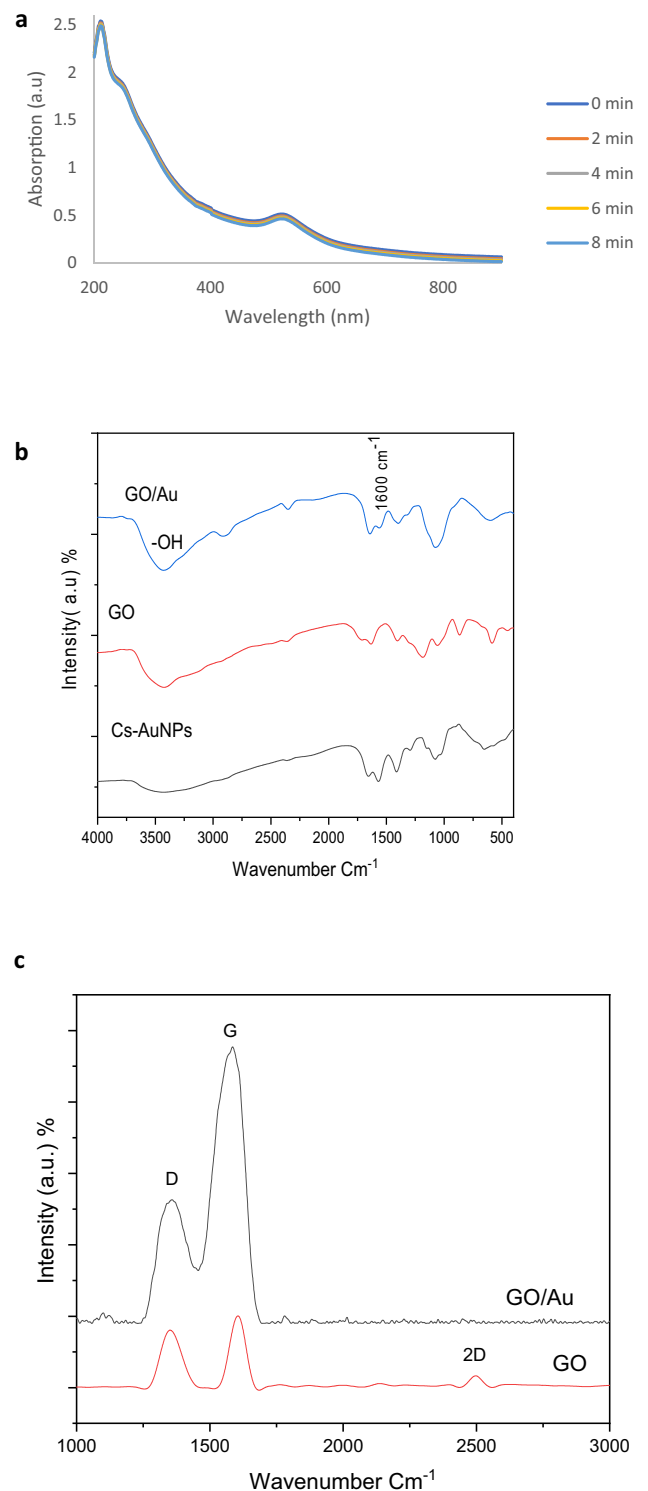 a
2.5
2
1.5
1
0.5
0
Absorption (a.u)
200
400
600
800
Wavelength (nm)
0 min
2 min
4 min
6 min
8 min
b
GO/Au
-OH
1600 cm-1
GO
Cs-AuNPs
Intensity( a.u) %
4000
3500
3000
2500
2000
1500
1000
500
Wavenumber Cm-1
c
G
D
GO/Au
2D
GO
Intensity (a.u.) %
1000
1500
2000
2500
3000
Wavenumber Cm-1